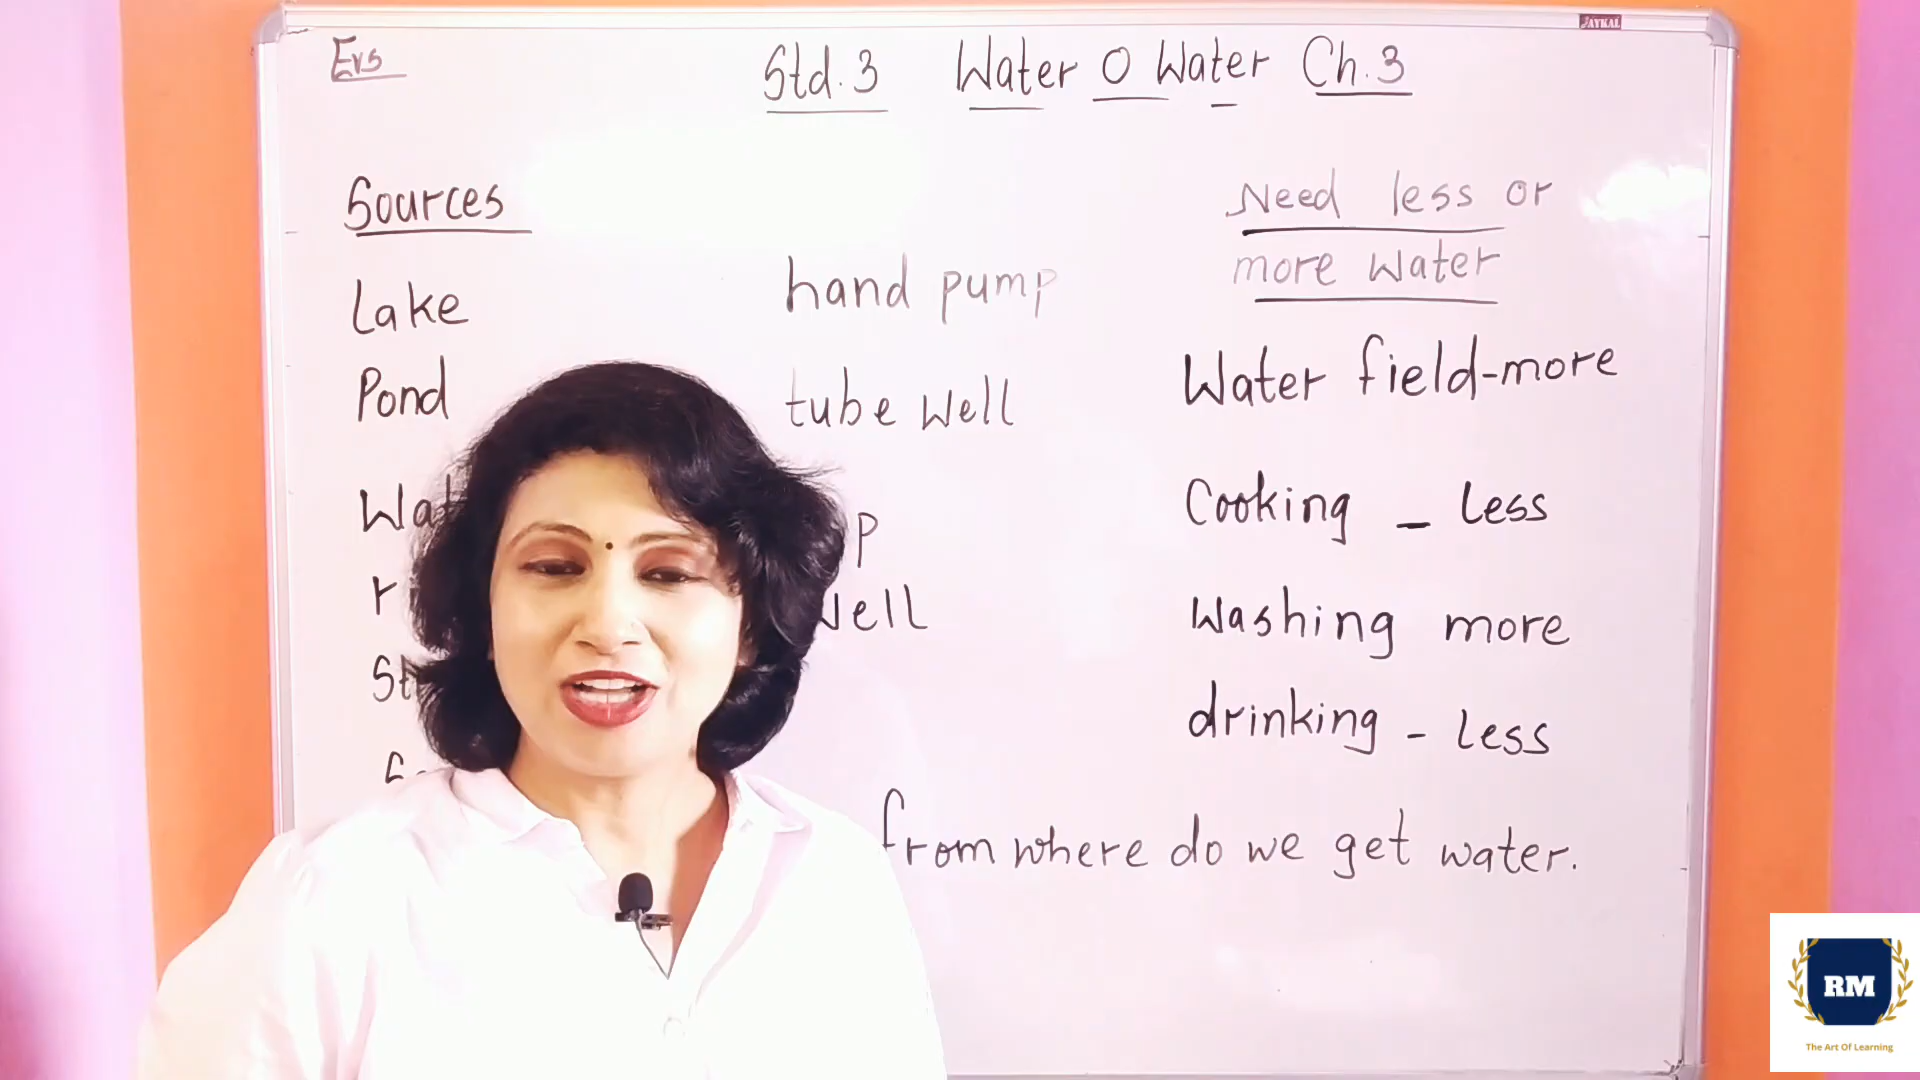 JAYKAL
Evs
Std.3 Water O Water Ch.3
Sources
Lake
Pond
hand pump
tube well
Need less or
more water
Water field-more
Cooking - less
Washing more
drinking - less
from where do we get water.
RM
The Art Of Learning